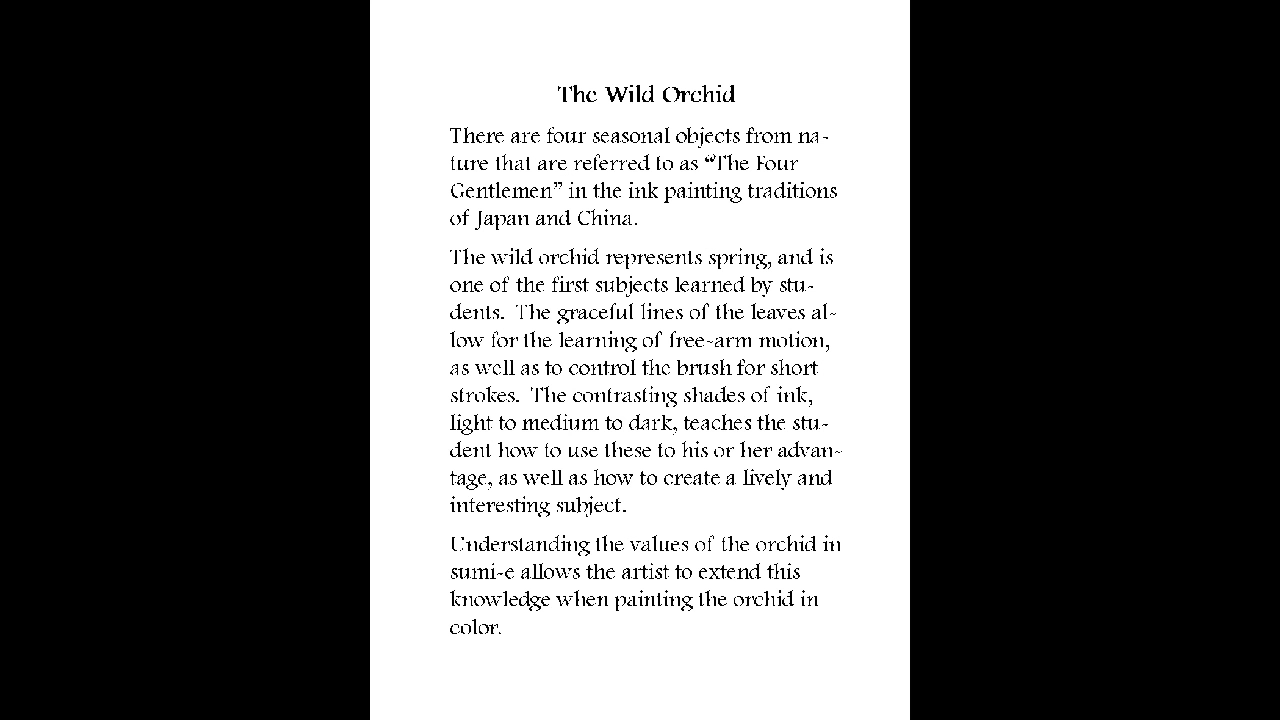 The Wild Orchid
There are four seasonal objects from na-
ture that are referred to as “The Four
Gentlemen” in the ink painting traditions
of Japan and China.
The wild orchid represents spring, and is
one of the first subjects learned by stu-
dents.  The graceful lines of the leaves al-
low for the learning of free-arm motion,
as well as to control the brush for short
strokes.  The contrasting shades of ink,
light to medium to dark, teaches the stu-
dent how to use these to his or her advan-
tage, as well as how to create a lively and
interesting subject.
Understanding the values of the orchid in
sumi-e allows the artist to extend this
knowledge when painting the orchid in
color.